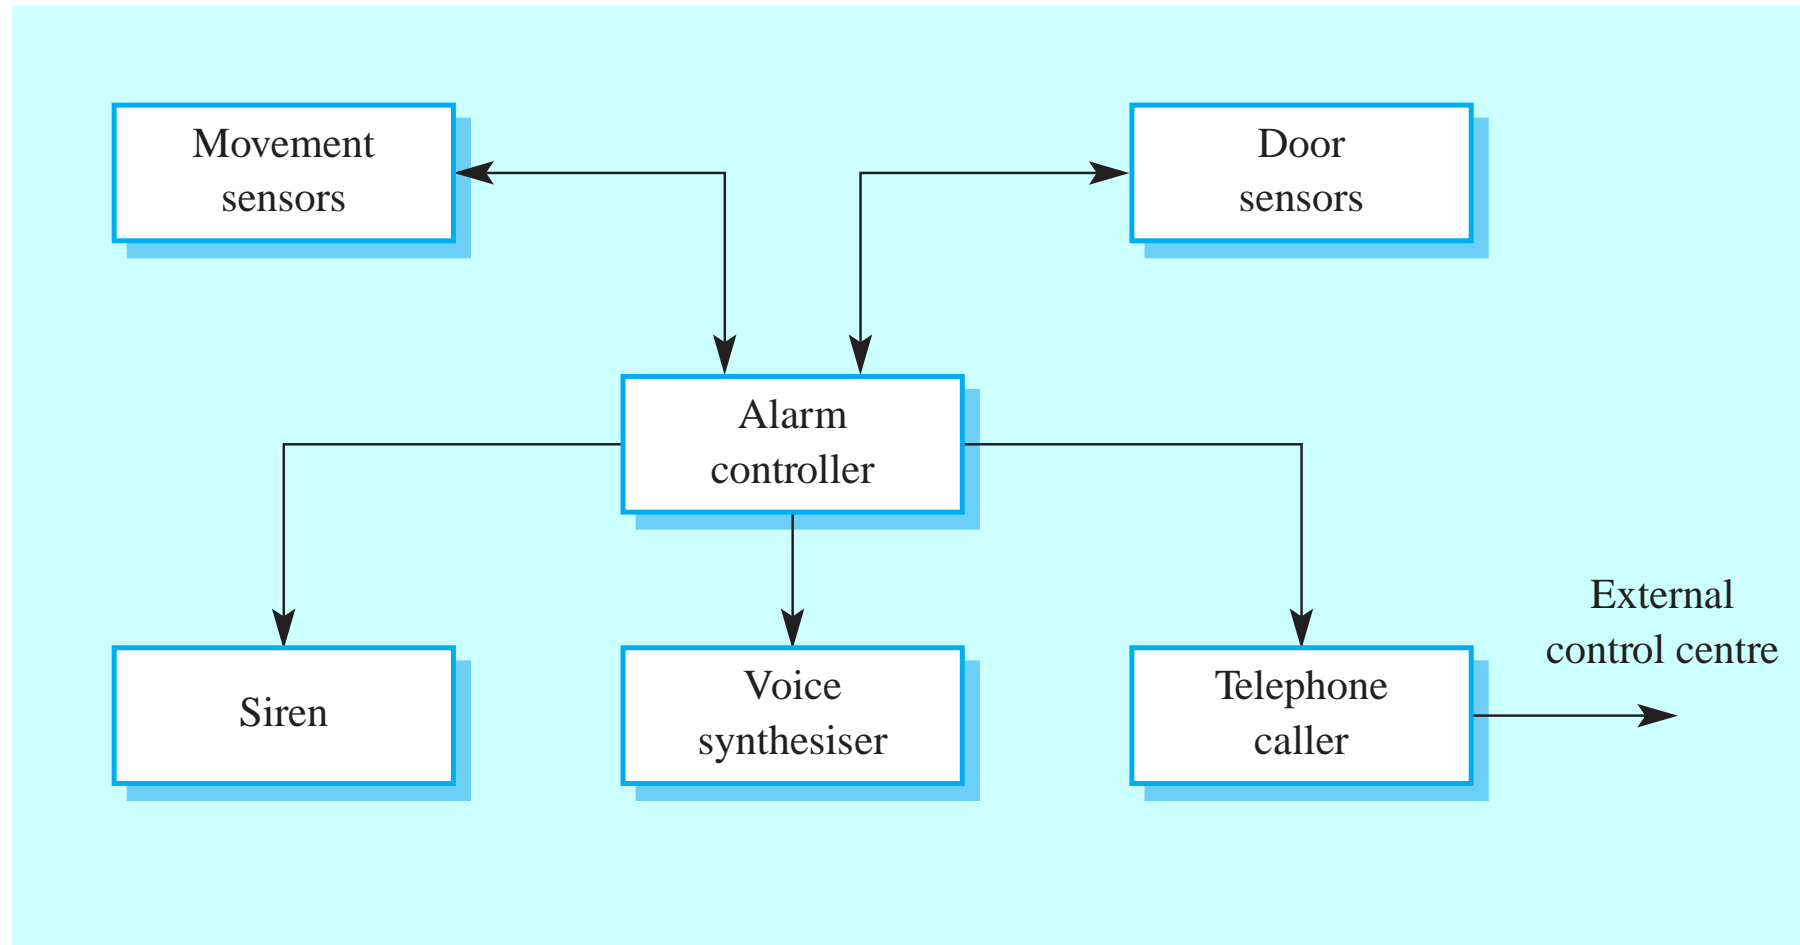 Movement
sensors
Door
sensors
Alarm
controller
External
control centre
Siren
Voice
synthesiser
Telephone
caller